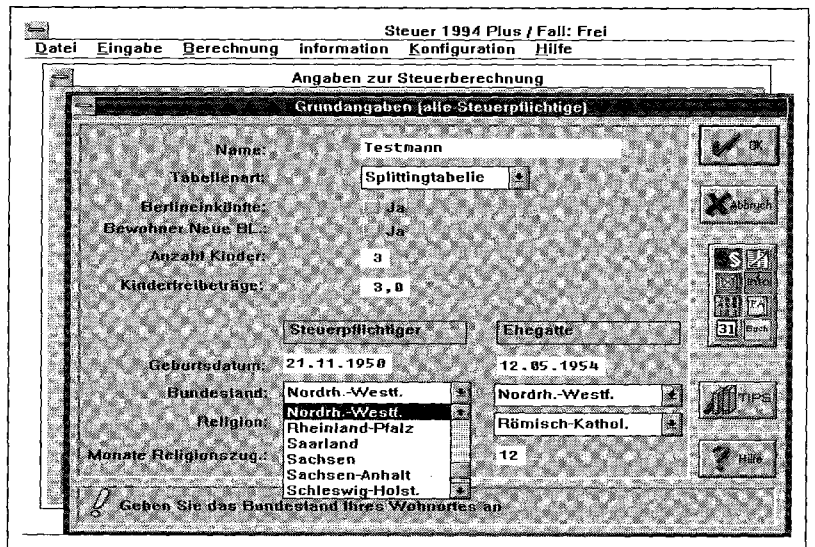 Steuer 1994 Plus / Fall: Frei
Datei Eingabe Berechnung information Konfiguration Hilfe
Angaben zur Steuerberechnung
Grundangaben (alle Steuerpflichtige)
Name: Testmann
Tabellenart: Splittingtabelle
Berlineinkünfte: Ja
Bewohner Neue BL.: Ja
Anzahl Kinder: 3
Kinderfreibeträge: 3,0
Steuerpflichtiger Ehegatte
Geburtsdatum: 21.11.1950 12.05.1954
Bundesland: Nordrh.-Westf. Nordrh.-Westf.
Religion: Römisch-Kathol.
Monate Religionszug.: 12
Nordrh.-Westf.
Rheinland-Pfalz
Saarland
Sachsen
Sachsen-Anhalt
Schleswig-Holst.
Geben Sie das Bundesland Ihres Wohnortes an
OK
Abbruch
§§
Info
31 Buch
TIPS
Hilfe